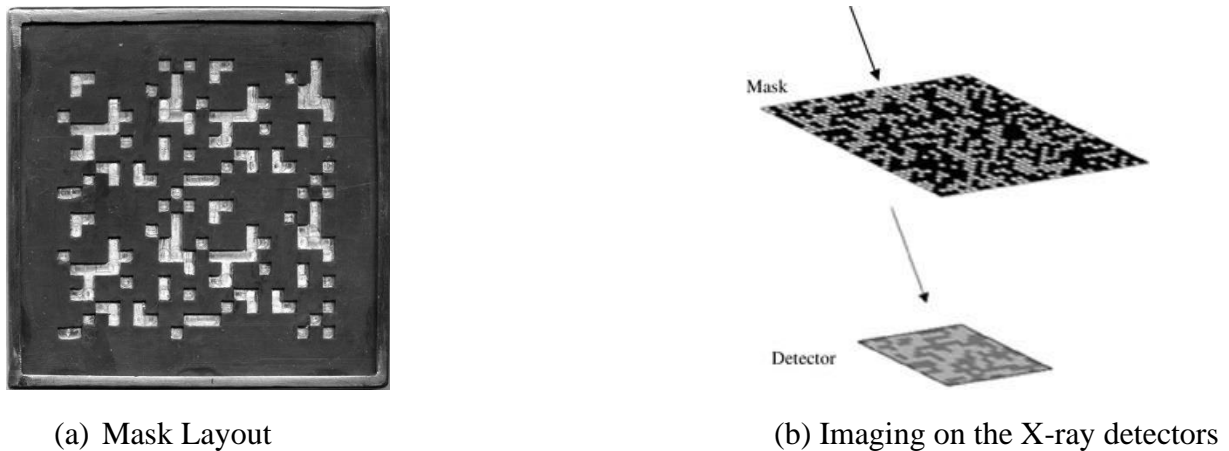 Mask
Detector
(a) Mask Layout
(b) Imaging on the X-ray detectors